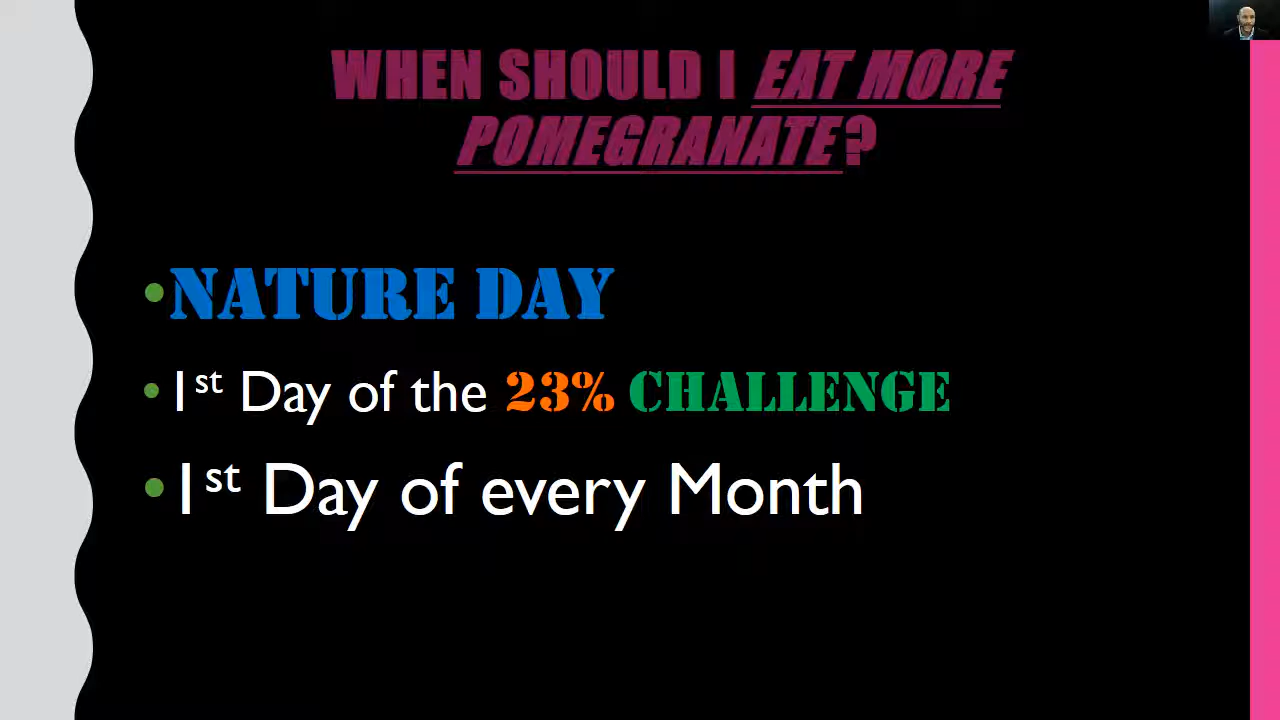 WHEN SHOULD I EAT MORE
POMEGRANATE?
•NATURE DAY
•1st Day of the 23% CHALLENGE
•1st Day of every Month